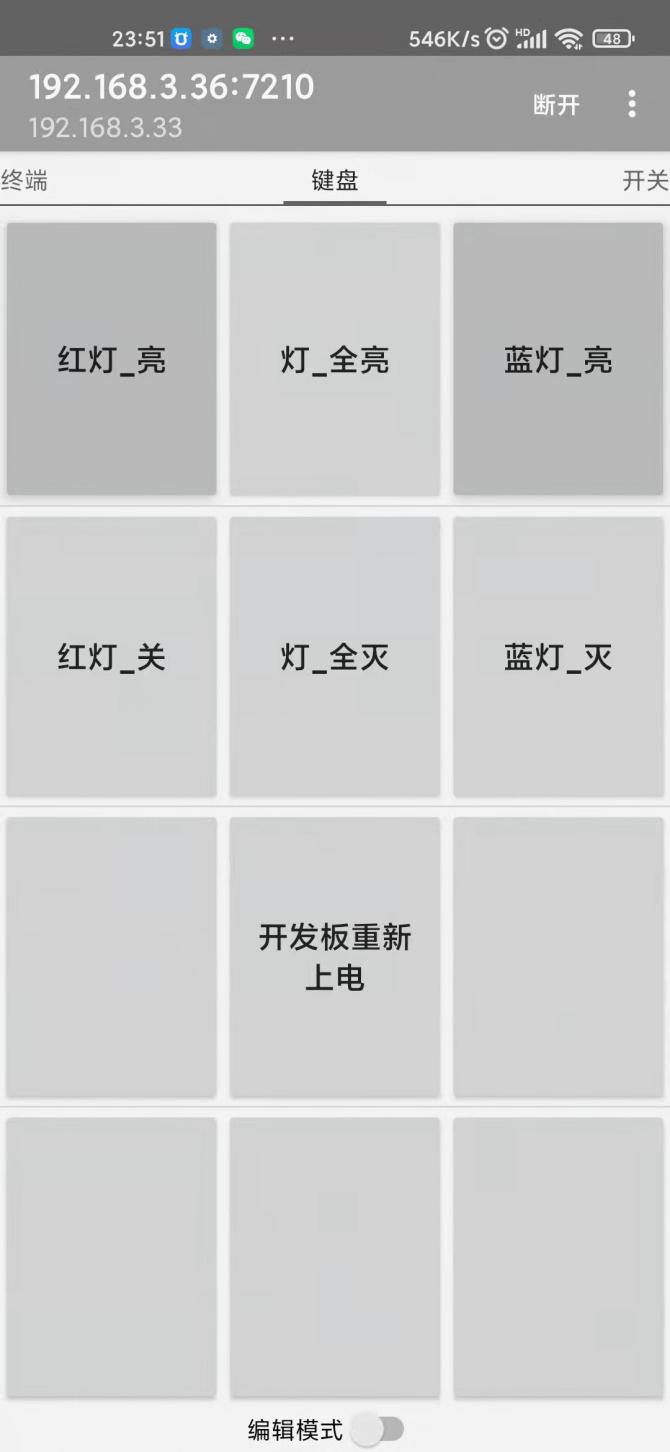 23:51 ... 546K/s HD 48
192.168.3.36:7210
192.168.3.33
断开
终端 键盘 开关
红灯_亮 灯_全亮 蓝灯_亮
红灯_关 灯_全灭 蓝灯_灭
开发板重新
上电
编辑模式